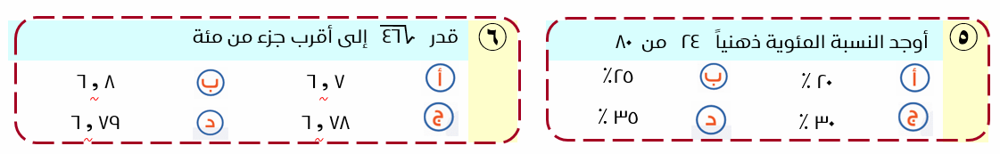 ٥ أوجد النسبة المئوية ذهنياً ٢٤ من ٨٠
أ ٢٠ ٪ ب ٢٥٪
ج ٣٠ ٪ د ٣٥ ٪
٦ قدر √٤٦ إلى أقرب جزء من مئة
أ ٦,٧ ب ٦,٨
ج ٦,٧٨ د ٦,٧٩